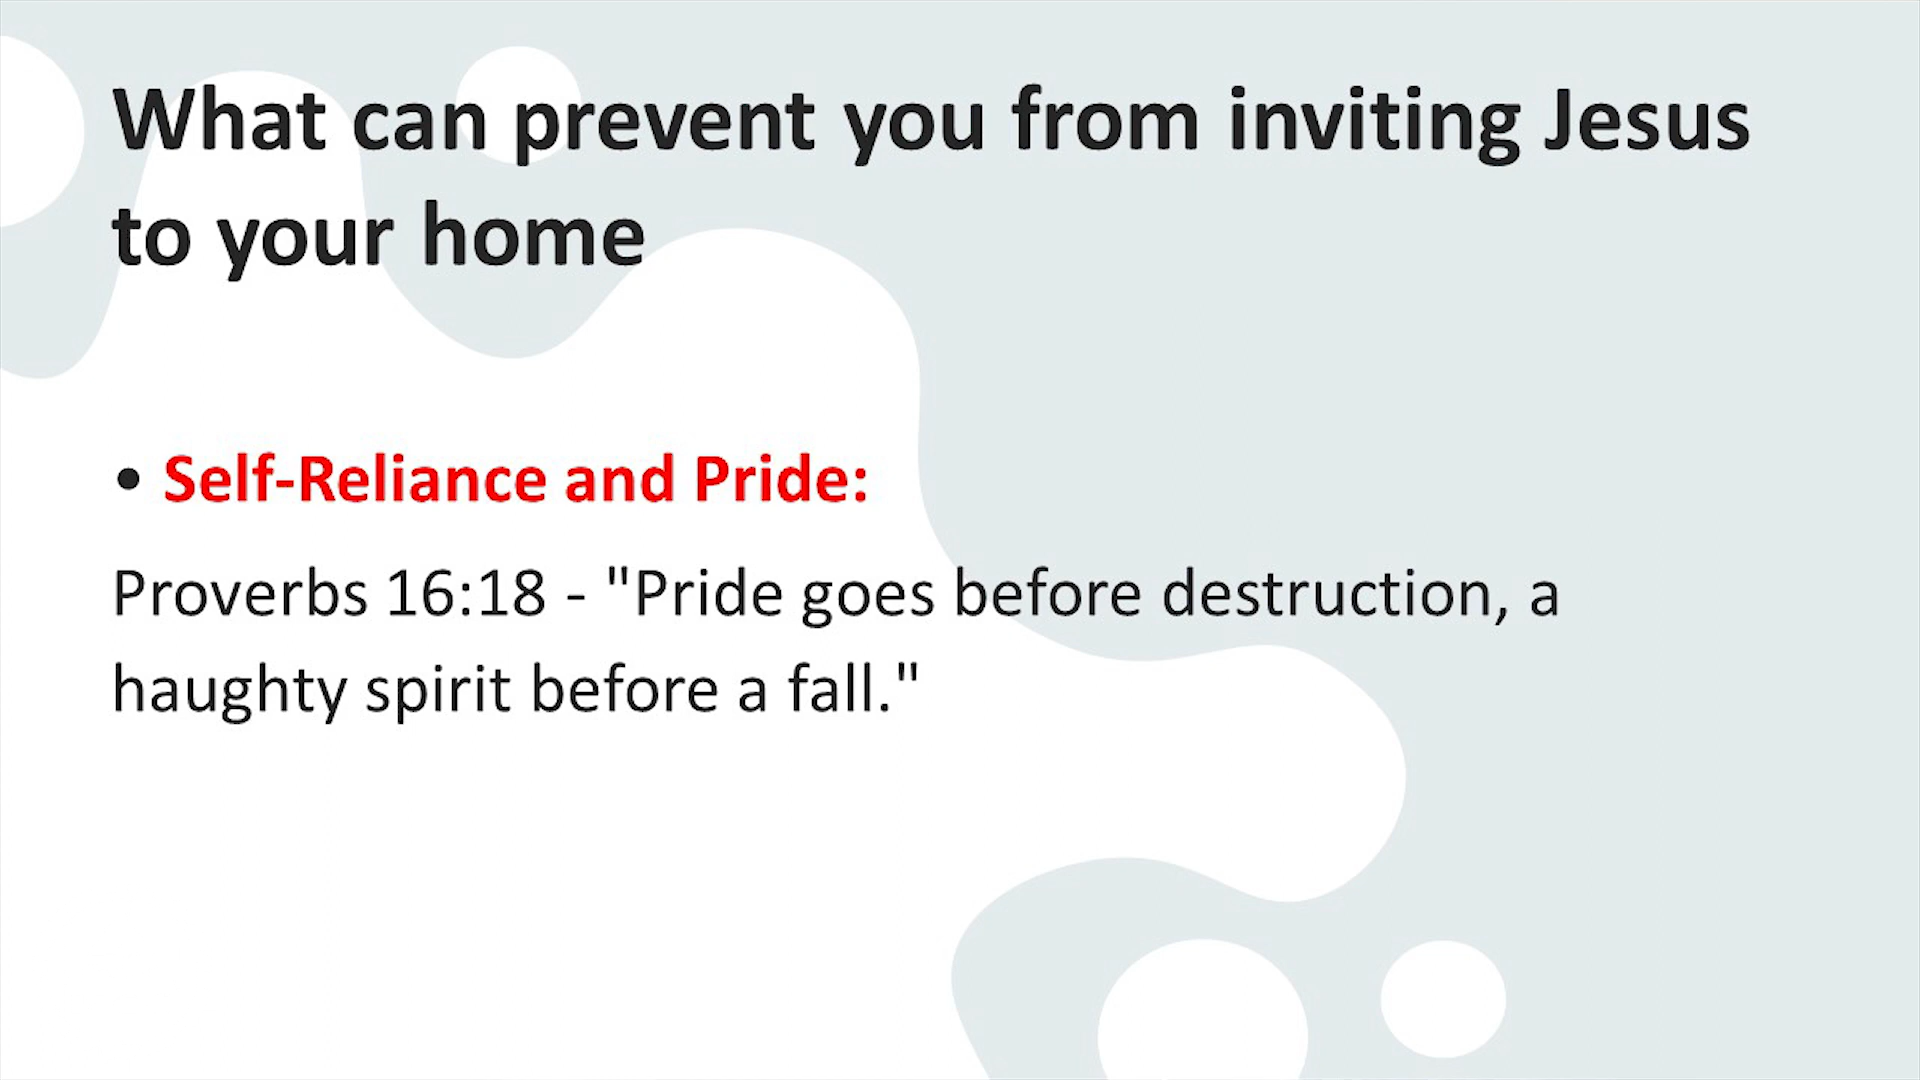 What can prevent you from inviting Jesus
to your home
• Self-Reliance and Pride:
Proverbs 16:18 - "Pride goes before destruction, a
haughty spirit before a fall."